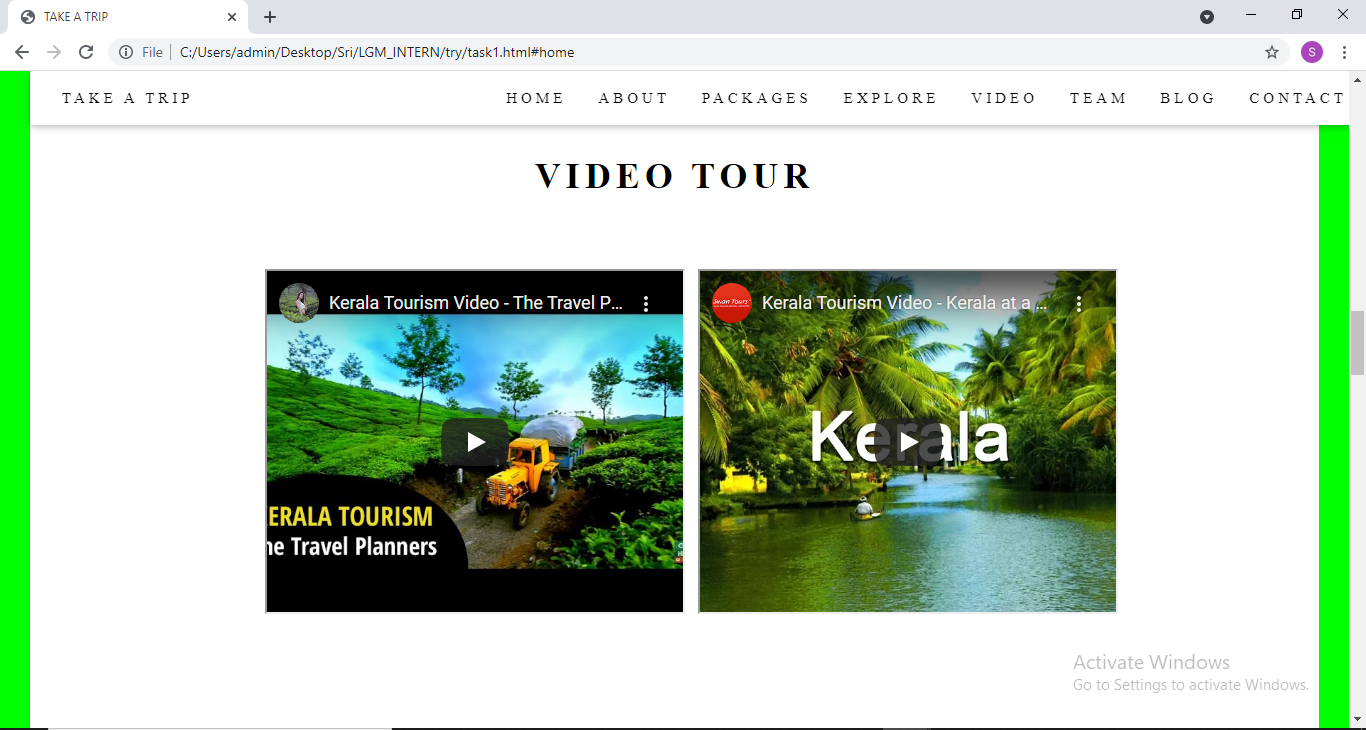 TAKE A TRIP
File C:/Users/admin/Desktop/Sri/LGM_INTERN/try/task1.html#home
S
TAKE A TRIP HOME ABOUT PACKAGES EXPLORE VIDEO TEAM BLOG CONTACT
VIDEO TOUR
Kerala Tourism Video - The Travel P...
ERALA TOURISM
he Travel Planners
Swan Tours
Kerala Tourism Video - Kerala at a ...
Kerala
Activate Windows
Go to Settings to activate Windows.